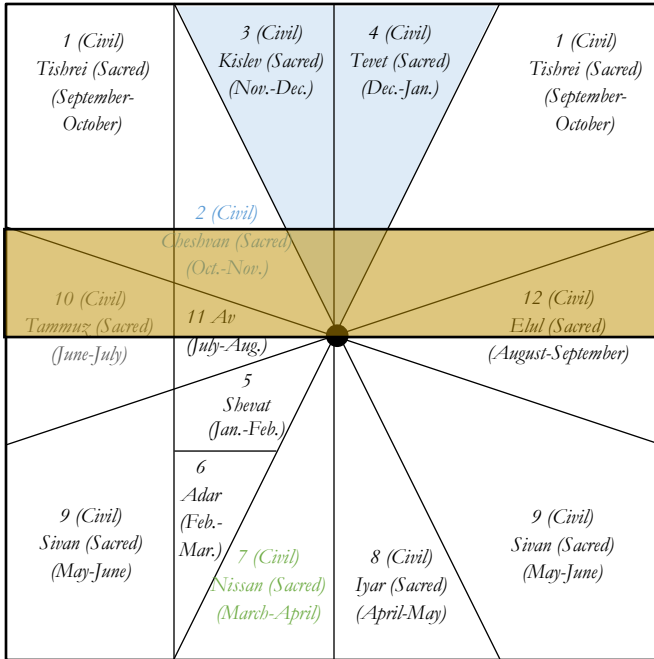 1 (Civil)
Tishrei (Sacred)
(September-
October)
3 (Civil)
Kislev (Sacred)
(Nov.-Dec.)
4 (Civil)
Tevet (Sacred)
(Dec.-Jan.)
1 (Civil)
Tishrei (Sacred)
(September-
October)
2 (Civil)
Cheshvan (Sacred)
(Oct.-Nov.)
10 (Civil)
Tammuz (Sacred)
(June-July)
11 Av
(July-Aug.)
12 (Civil)
Elul (Sacred)
(August-September)
5
Shevat
(Jan.-Feb.)
6
Adar
(Feb.-
Mar.)
9 (Civil)
Sivan (Sacred)
(May-June)
7 (Civil)
Nissan (Sacred)
(March-April)
8 (Civil)
Iyar (Sacred)
(April-May)
9 (Civil)
Sivan (Sacred)
(May-June)